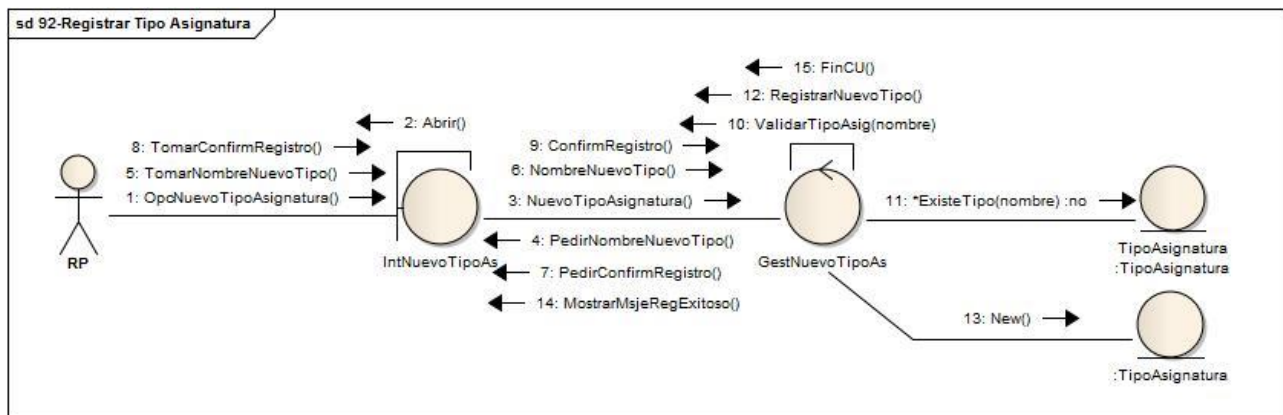 sd 92-Registrar Tipo Asignatura
15: FinCU()
12: RegistrarNuevoTipo()
2: Abrir()
10: ValidarTipoAsig(nombre)
8: TomarConfirmRegistro()
9: ConfirmRegistro()
5: TomarNombreNuevoTipo()
6: NombreNuevoTipo()
1: OpcNuevoTipoAsignatura()
3: NuevoTipoAsignatura()
11: *ExisteTipo(nombre) :no
4: PedirNombreNuevoTipo()
RP
IntNuevoTipoAs
GestNuevoTipoAs
TipoAsignatura
:TipoAsignatura
7: PedirConfirmRegistro()
14: MostrarMsjeRegExitoso()
13: New()
:TipoAsignatura